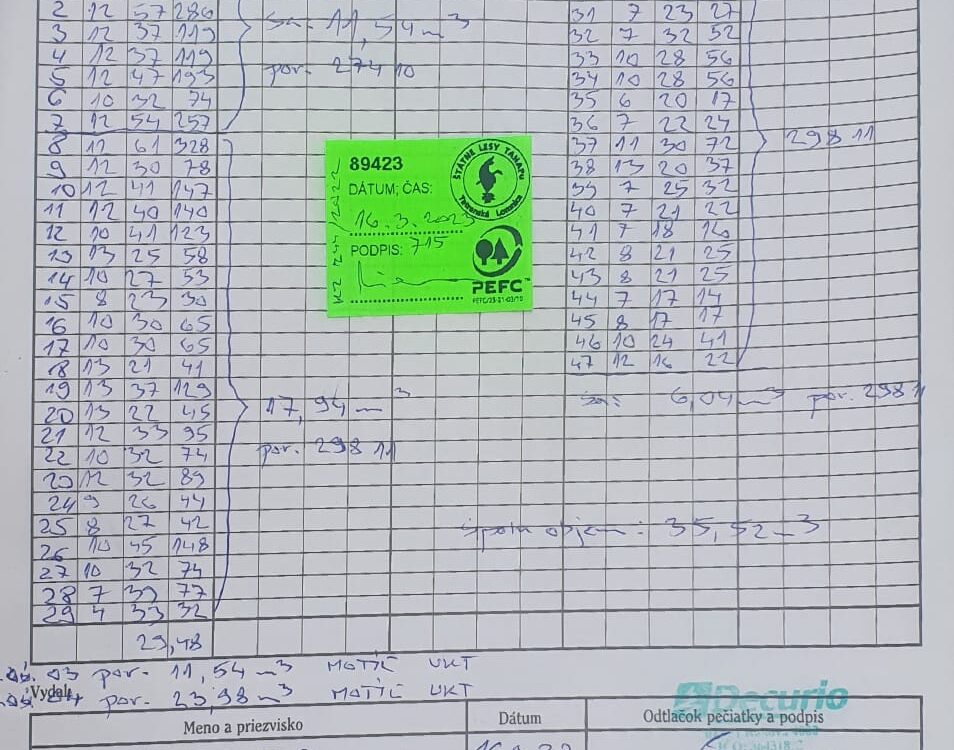 2 12 57 286
3 12 37 119
4 12 37 119
5 12 47 193
6 10 32 74
7 12 54 257
8 12 61 328
9 12 30 78
10 12 41 147
11 12 40 140
12 10 41 123
13 13 25 58
14 10 27 53
15 8 23 30
16 10 30 65
17 10 30 65
18 13 21 41
19 13 37 129
20 13 22 45
21 12 33 95
22 10 32 74
23 12 32 89
24 9 26 44
25 8 27 42
26 10 45 148
27 10 32 74
28 7 39 77
29 4 33 32
29,48
11,54 m3
por. 274 10
17,94 m3
por. 298 11
89423
DÁTUM; ČAS:
16.3.2023
PODPIS: 715
ŠTÁTNE LESY TANAPu
Tatranská Lomnica
PEFC™
31 7 23 27
32 7 32 52
33 10 28 56
34 10 28 56
35 6 20 17
36 7 22 24
37 11 30 72
38 13 20 37
39 7 25 32
40 7 21 22
41 7 18 16
42 8 21 25
43 8 21 25
44 7 17 14
45 8 17 17
46 10 24 41
47 12 16 22
298 11
6,04 m3 por. 298 11
objem: 35,52 m3
03 por. 11,54 m3 MOTÍČ UKT
04 por. 23,98 m3 MOTÍČ UKT
Vydal:
Meno a priezvisko
Dátum
Odtlačok pečiatky a podpis
Decurio